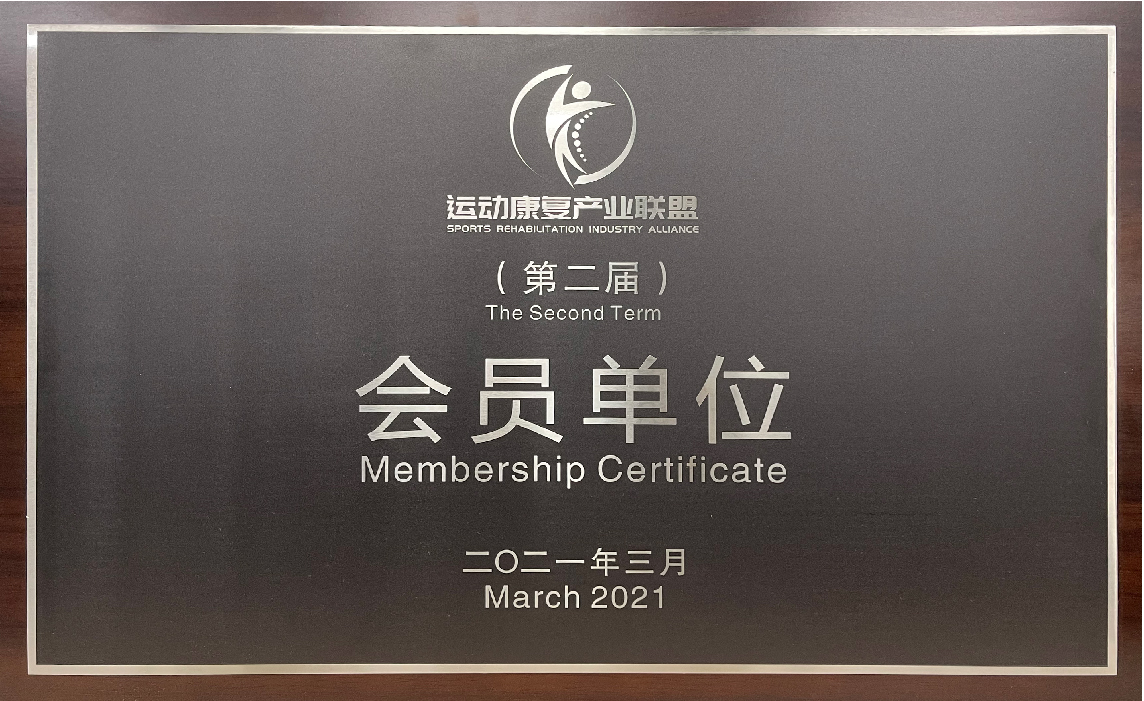 运动康复产业联盟
SPORTS REHABILITATION INDUSTRY ALLIANCE
（第二届）
The Second Term
会员单位
Membership Certificate
二〇二一年三月
March 2021